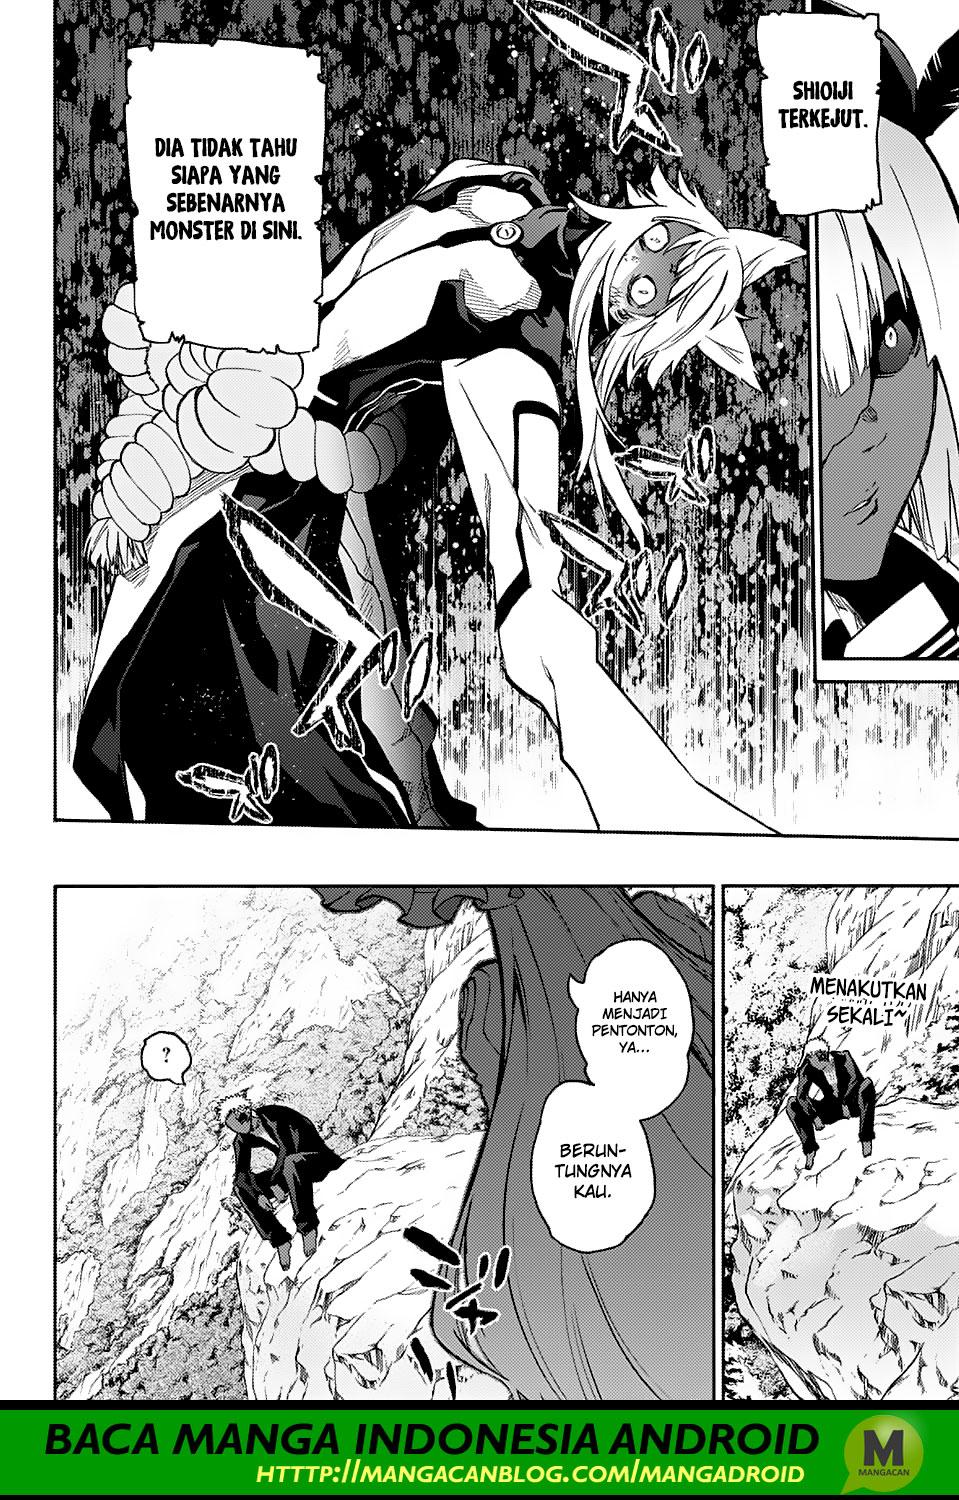 SHIOIJI
TERKEJUT.
DIA TIDAK TAHU
SIAPA YANG
SEBENARNYA
MONSTER DI SINI.
MENAKUTKAN
SEKALI~
HANYA
MENJADI
PENTONTON,
YA...
BERUN-
TUNGNYA
KAU.
?
BACA MANGA INDONESIA ANDROID
HTTTP://MANGACANBLOG.COM/MANGADROID
M
MANGACAN